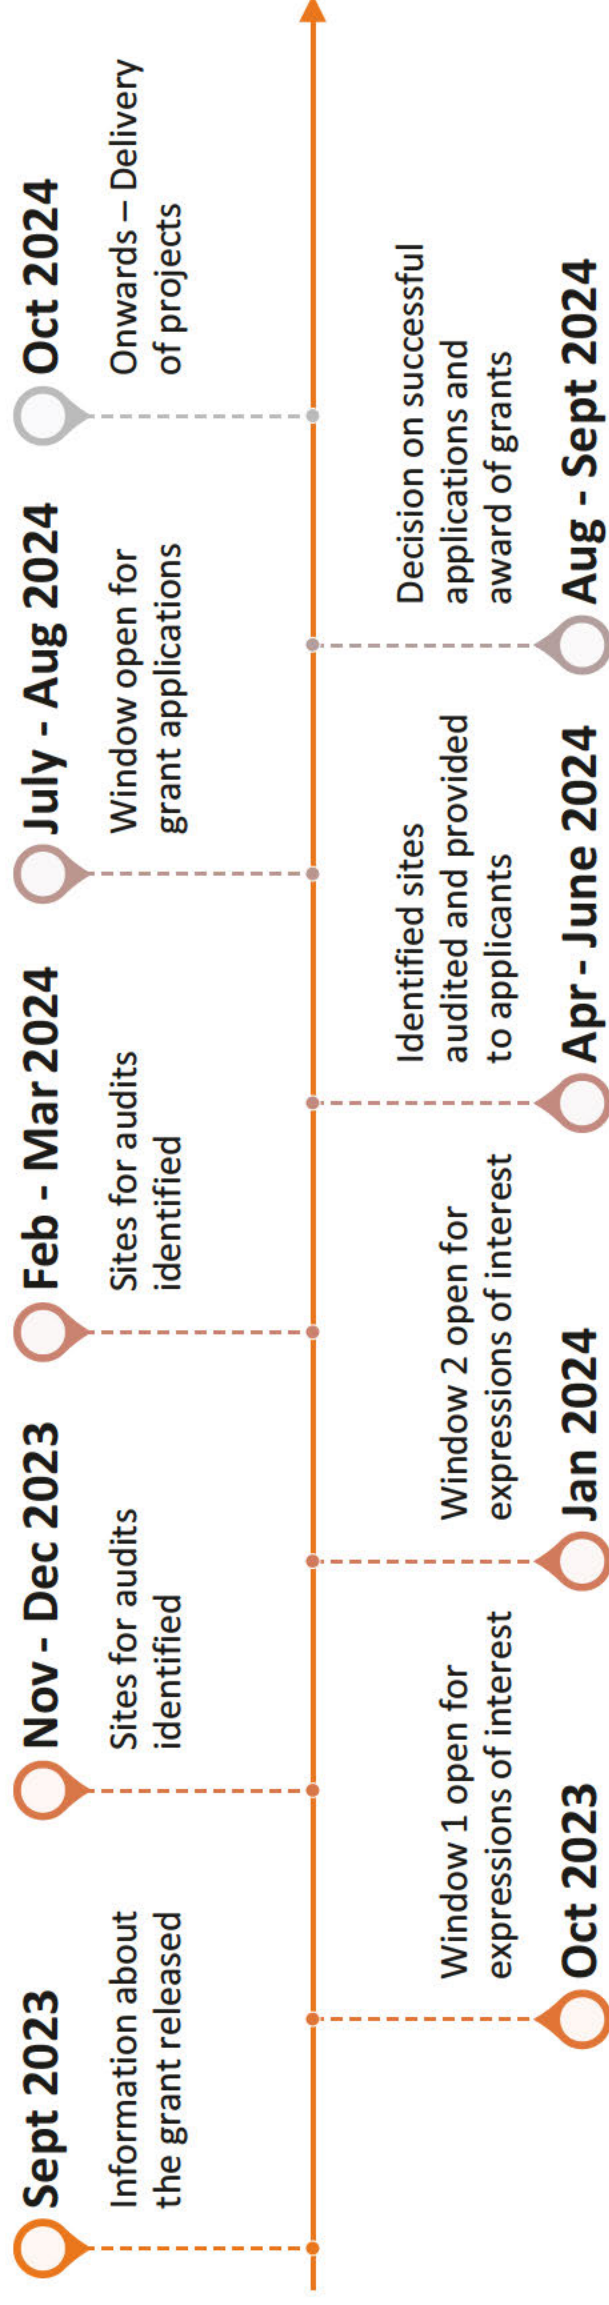 Sept 2023
Information about
the grant released
Oct 2023
Window 1 open for
expressions of interest
Nov - Dec 2023
Sites for audits
identified
Jan 2024
Window 2 open for
expressions of interest
Feb - Mar 2024
Sites for audits
identified
Apr - June 2024
Identified sites
audited and provided
to applicants
July - Aug 2024
Window open for
grant applications
Aug - Sept 2024
Decision on successful
applications and
award of grants
Oct 2024
Onwards – Delivery
of projects